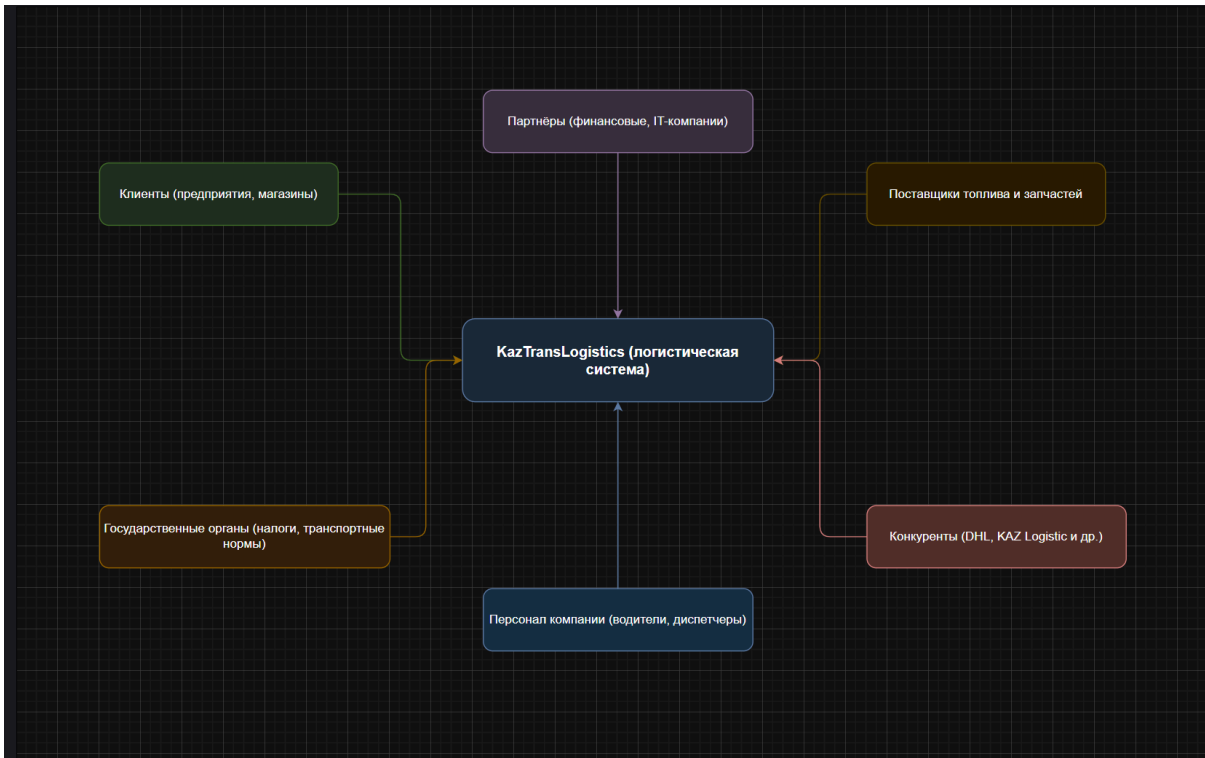 Партнёры (финансовые, IT-компании)
Клиенты (предприятия, магазины)
Поставщики топлива и запчастей
KazTransLogistics (логистическая
система)
Государственные органы (налоги, транспортные
нормы)
Конкуренты (DHL, KAZ Logistic и др.)
Персонал компании (водители, диспетчеры)